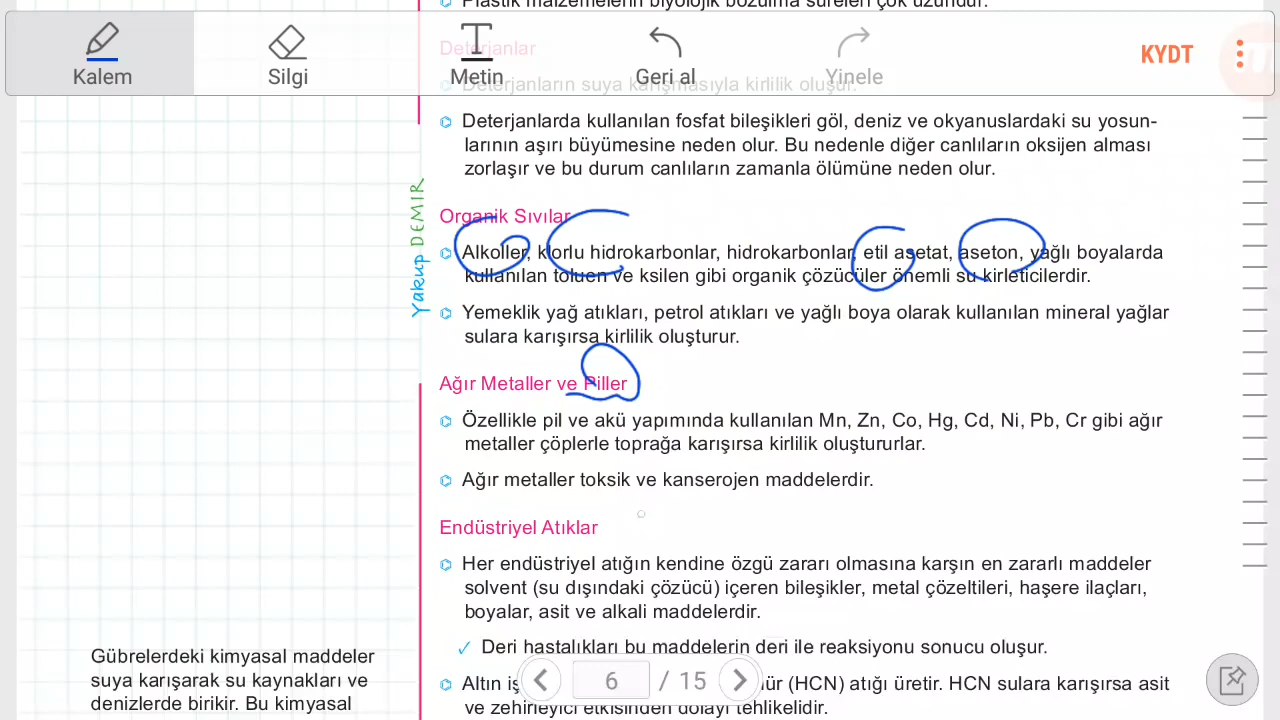 Plastik malzemelerin biyolojik bozulma süreleri çok uzundur.
Kalem
Silgi
Metin
Geri al
Yinele
KYDT
Deterjanlar
Deterjanların suya karışmasıyla kirlilik oluşur.
Deterjanlarda kullanılan fosfat bileşikleri göl, deniz ve okyanuslardaki su yosun-
larının aşırı büyümesine neden olur. Bu nedenle diğer canlıların oksijen alması
zorlaşır ve bu durum canlıların zamanla ölümüne neden olur.
Yakup DEMİR
Organik Sıvılar
Alkoller, klorlu hidrokarbonlar, hidrokarbonlar, etil asetat, aseton, yağlı boyalarda
kullanılan toluen ve ksilen gibi organik çözücüler önemli su kirleticilerdir.
Yemeklik yağ atıkları, petrol atıkları ve yağlı boya olarak kullanılan mineral yağlar
sulara karışırsa kirlilik oluşturur.
Ağır Metaller ve Piller
Özellikle pil ve akü yapımında kullanılan Mn, Zn, Co, Hg, Cd, Ni, Pb, Cr gibi ağır
metaller çöplerle toprağa karışırsa kirlilik oluştururlar.
Ağır metaller toksik ve kanserojen maddelerdir.
Endüstriyel Atıklar
Her endüstriyel atığın kendine özgü zararı olmasına karşın en zararlı maddeler
solvent (su dışındaki çözücü) içeren bileşikler, metal çözeltileri, haşere ilaçları,
boyalar, asit ve alkali maddelerdir.
✓ Deri hastalıkları bu maddelerin deri ile reaksiyonu sonucu oluşur.
Altın (HCN) atığı üretir. HCN sulara karışırsa asit
ve zehirleyici etkisinden dolayı tehlikelidir.
6 / 15
Gübrelerdeki kimyasal maddeler
suya karışarak su kaynakları ve
denizlerde birikir. Bu kimyasal